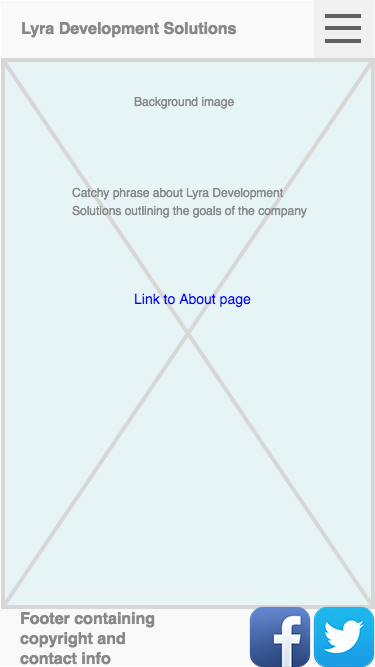 Lyra Development Solutions
Background image
Catchy phrase about Lyra Development
Solutions outlining the goals of the company
Link to About page
Footer containing
copyright and
contact info